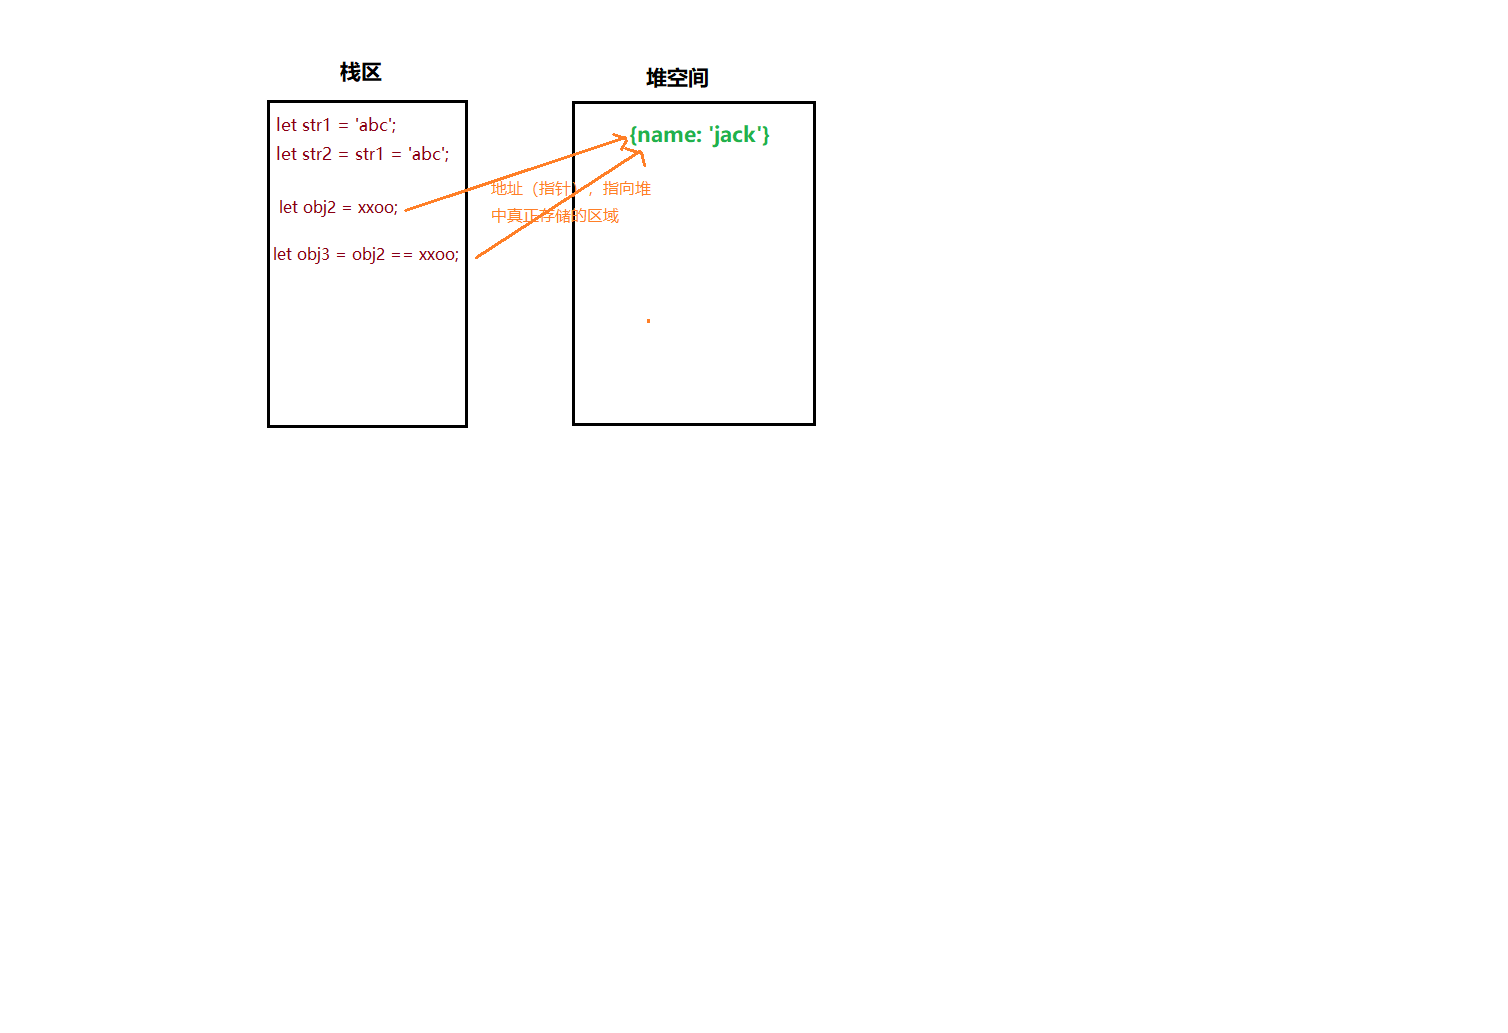 栈区
堆空间
let str1 = 'abc';
let str2 = str1 = 'abc';
let obj2 = xxoo;
let obj3 = obj2 == xxoo;
{name: 'jack'}
地址（指针），指向堆
中真正存储的区域